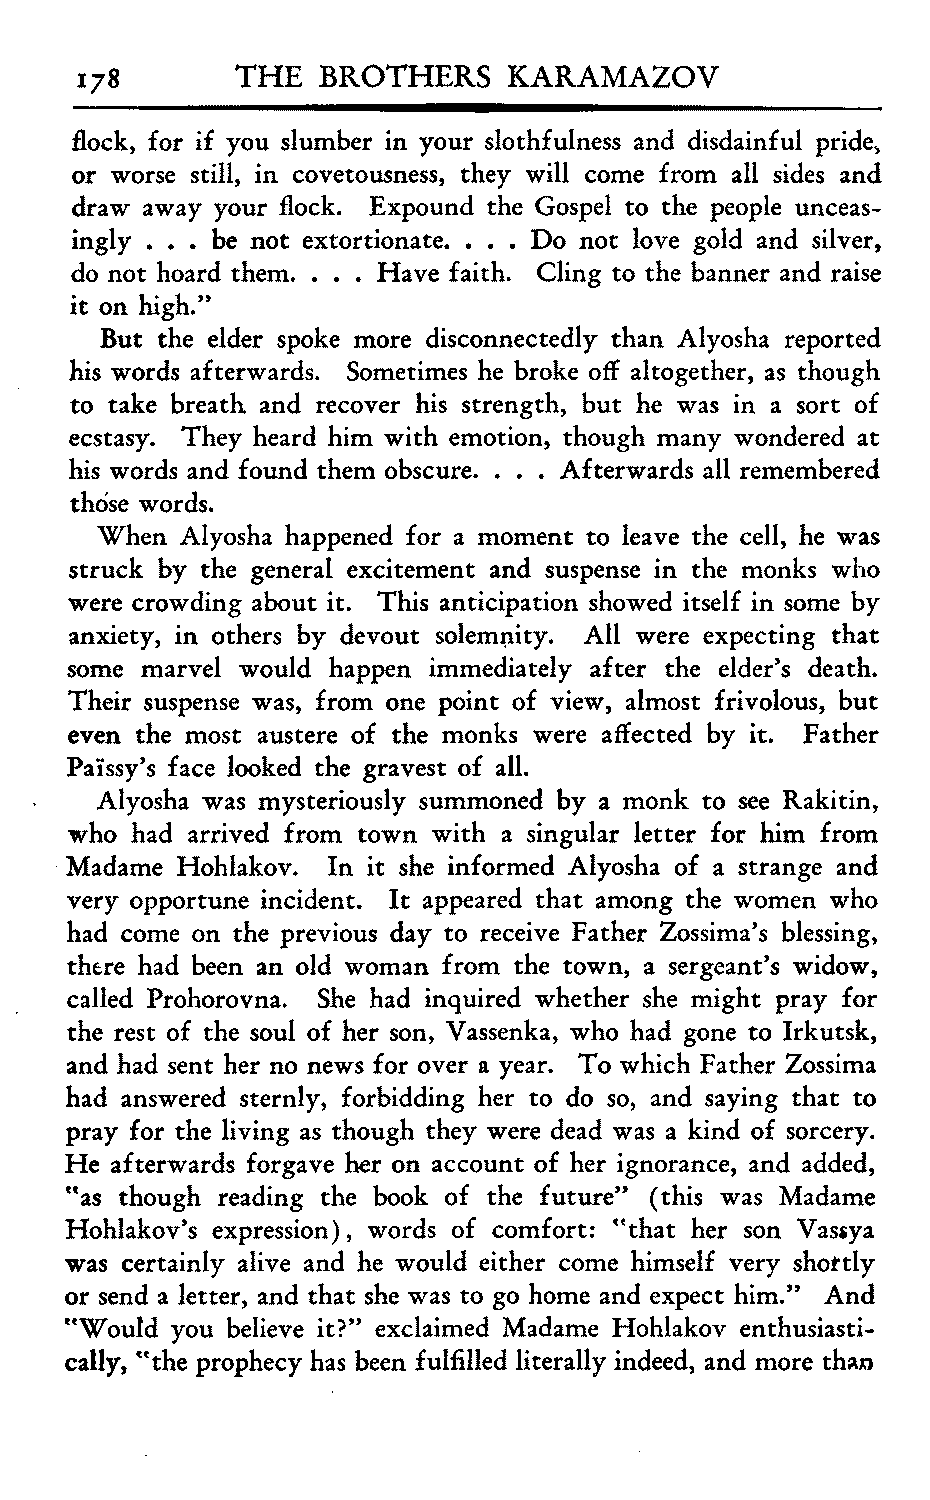 178 THE BROTHERS KARAMAZOV
flock, for if you slumber in your slothfulness and disdainful pride,
or worse still, in covetousness, they will come from all sides and
draw away your flock. Expound the Gospel to the people unceas-
ingly . . . be not extortionate. . . . Do not love gold and silver,
do not hoard them. . . . Have faith. Cling to the banner and raise
it on high."
But the elder spoke more disconnectedly than Alyosha reported
his words afterwards. Sometimes he broke off altogether, as though
to take breath and recover his strength, but he was in a sort of
ecstasy. They heard him with emotion, though many wondered at
his words and found them obscure. . . . Afterwards all remembered
those words.
When Alyosha happened for a moment to leave the cell, he was
struck by the general excitement and suspense in the monks who
were crowding about it. This anticipation showed itself in some by
anxiety, in others by devout solemnity. All were expecting that
some marvel would happen immediately after the elder's death.
Their suspense was, from one point of view, almost frivolous, but
even the most austere of the monks were affected by it. Father
Païssy's face looked the gravest of all.
Alyosha was mysteriously summoned by a monk to see Rakitin,
who had arrived from town with a singular letter for him from
Madame Hohlakov. In it she informed Alyosha of a strange and
very opportune incident. It appeared that among the women who
had come on the previous day to receive Father Zossima's blessing,
there had been an old woman from the town, a sergeant's widow,
called Prohorovna. She had inquired whether she might pray for
the rest of the soul of her son, Vassenka, who had gone to Irkutsk,
and had sent her no news for over a year. To which Father Zossima
had answered sternly, forbidding her to do so, and saying that to
pray for the living as though they were dead was a kind of sorcery.
He afterwards forgave her on account of her ignorance, and added,
"as though reading the book of the future" (this was Madame
Hohlakov's expression), words of comfort: "that her son Vassya
was certainly alive and he would either come himself very shortly
or send a letter, and that she was to go home and expect him." And
"Would you believe it?" exclaimed Madame Hohlakov enthusiasti-
cally, "the prophecy has been fulfilled literally indeed, and more than